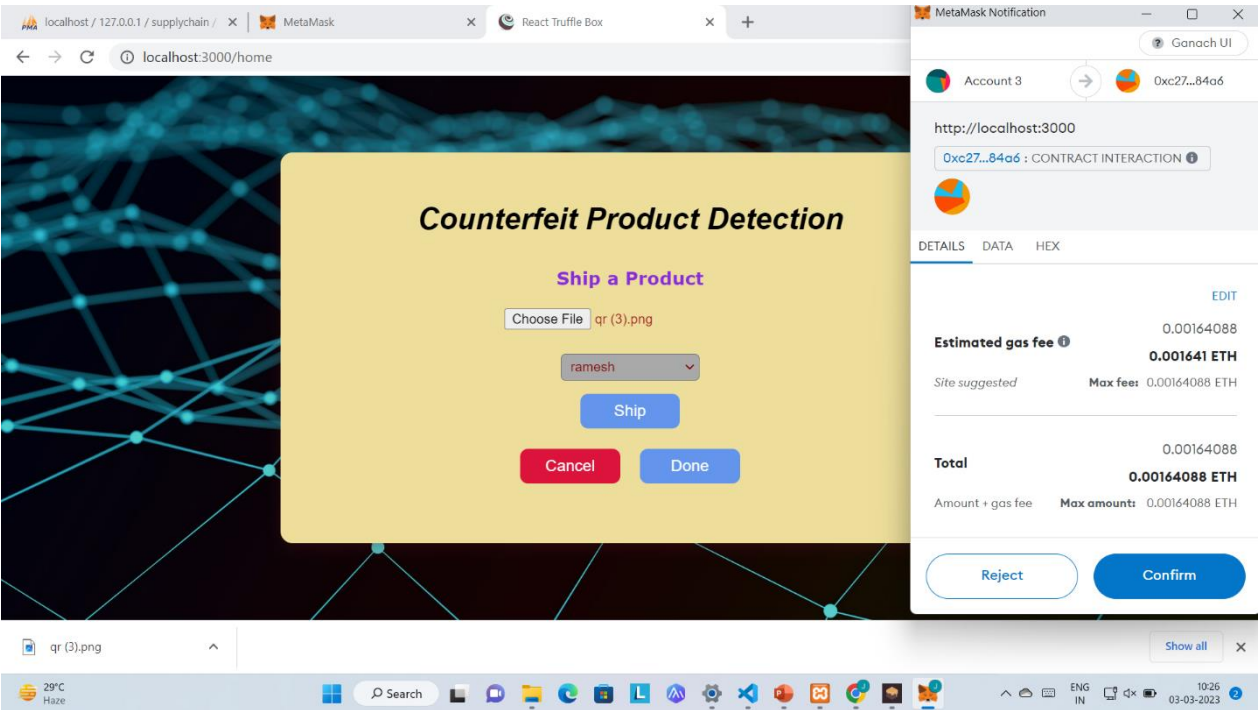 localhost / 127.0.0.1 / supplychain /
MetaMask
React Truffle Box
localhost:3000/home
Counterfeit Product Detection
Ship a Product
Choose File qr (3).png
ramesh
Ship
Cancel Done
MetaMask Notification
Ganach UI
Account 3 0xc27...84a6
http://localhost:3000
0xc27...84a6 : CONTRACT INTERACTION
DETAILS DATA HEX
EDIT
0.00164088
Estimated gas fee 0.001641 ETH
Site suggested Max fee: 0.00164088 ETH
0.00164088
Total 0.00164088 ETH
Amount + gas fee Max amount: 0.00164088 ETH
Reject Confirm
qr (3).png
Show all
29°C
Haze
Search
ENG
IN
10:26
03-03-2023
2